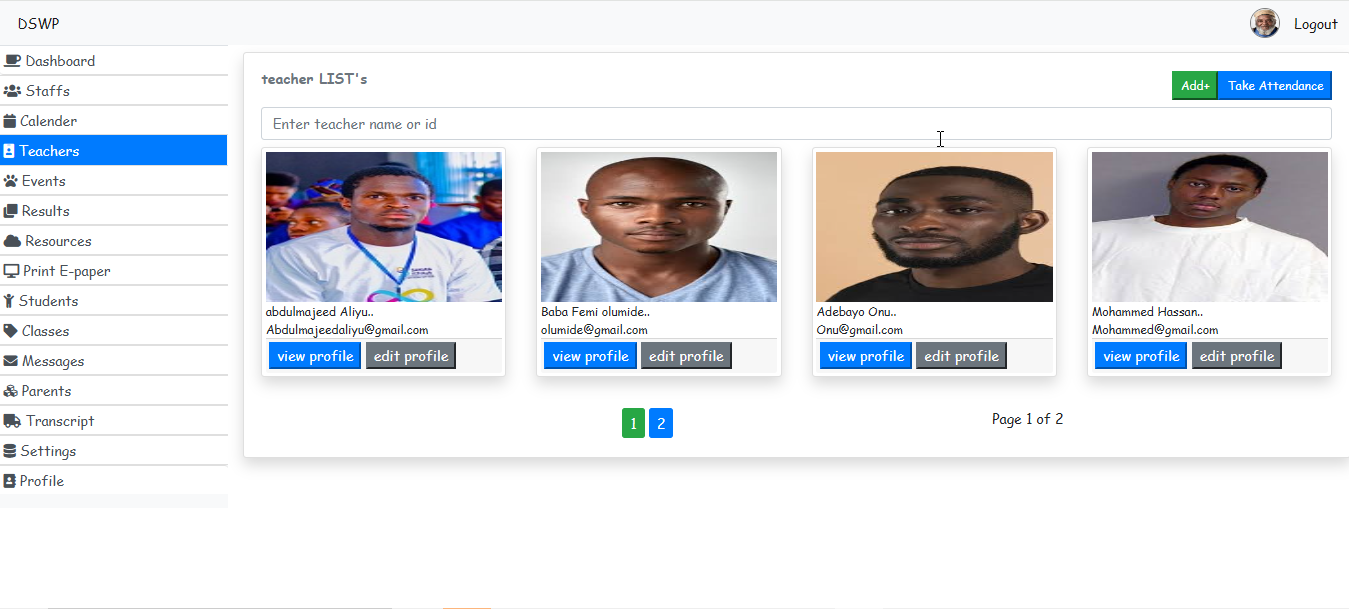 DSWP
Logout
Dashboard
Staffs
Calender
Teachers
Events
Results
Resources
Print E-paper
Students
Classes
Messages
Parents
Transcript
Settings
Profile
teacher LIST's
Add+ Take Attendance
Enter teacher name or id
abdulmajeed Aliyu..
Abdulmajeedaliyu@gmail.com
view profile edit profile
Baba Femi olumide..
olumide@gmail.com
view profile edit profile
Adebayo Onu..
Onu@gmail.com
view profile edit profile
Mohammed Hassan..
Mohammed@gmail.com
view profile edit profile
1 2
Page 1 of 2